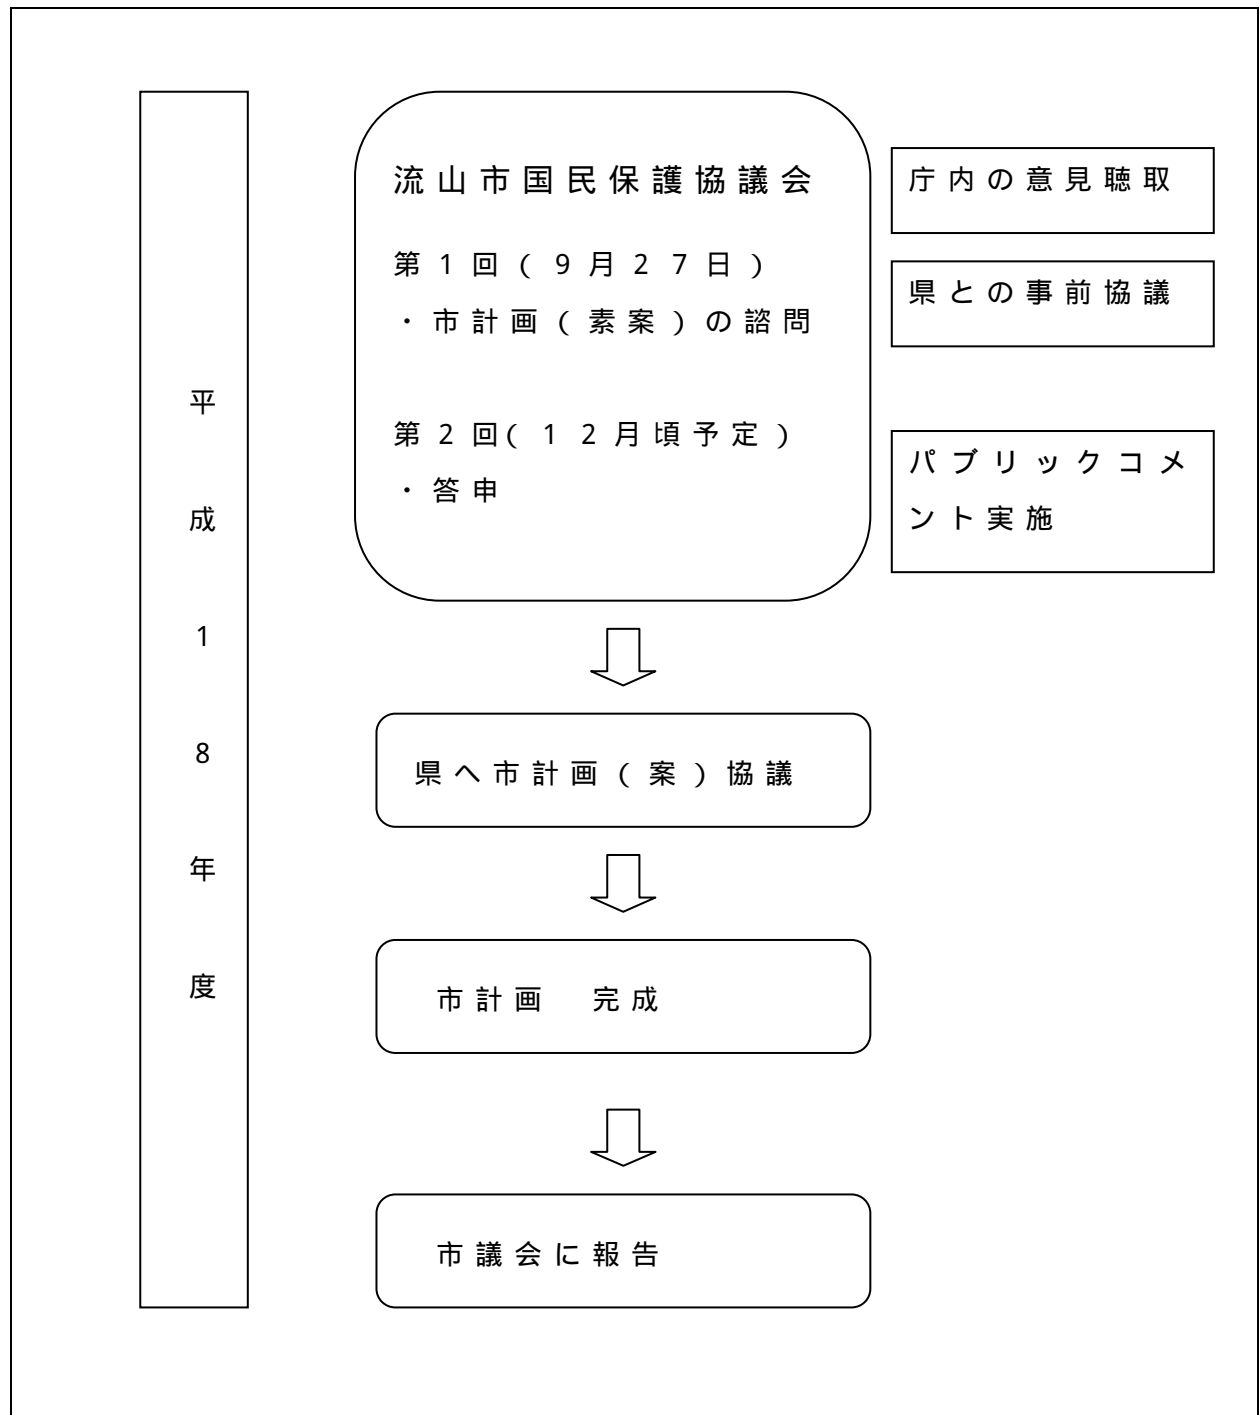 平成18年度
流山市国民保護協議会
第1回(9月27日)
・市計画(素案)の諮問
第2回(12月頃予定)
・答申
庁内の意見聴取
県との事前協議
パブリックコメ
ント実施
県へ市計画(案)協議
市計画　完成
市議会に報告